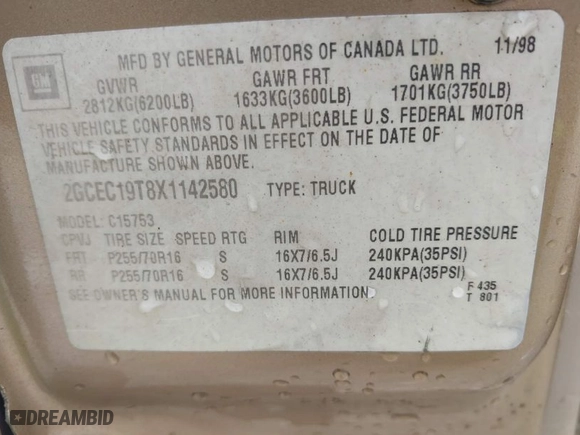 GM
MFD BY GENERAL MOTORS OF CANADA LTD. 11/98
GVWR GAWR FRT GAWR RR
2812KG(6200LB) 1633KG(3600LB) 1701KG(3750LB)
THIS VEHICLE CONFORMS TO ALL APPLICABLE U.S. FEDERAL MOTOR
VEHICLE SAFETY STANDARDS IN EFFECT ON THE DATE OF
MANUFACTURE SHOWN ABOVE.
2GCEC19T8X1142580 TYPE: TRUCK
MODEL: C15753
CPVJ TIRE SIZE SPEED RTG RIM COLD TIRE PRESSURE
FRT P255/70R16 S 16X7/6.5J 240KPA(35PSI)
RR P255/70R16 S 16X7/6.5J 240KPA(35PSI)
SEE OWNER'S MANUAL FOR MORE INFORMATION F 435
T 801
DREAMBID